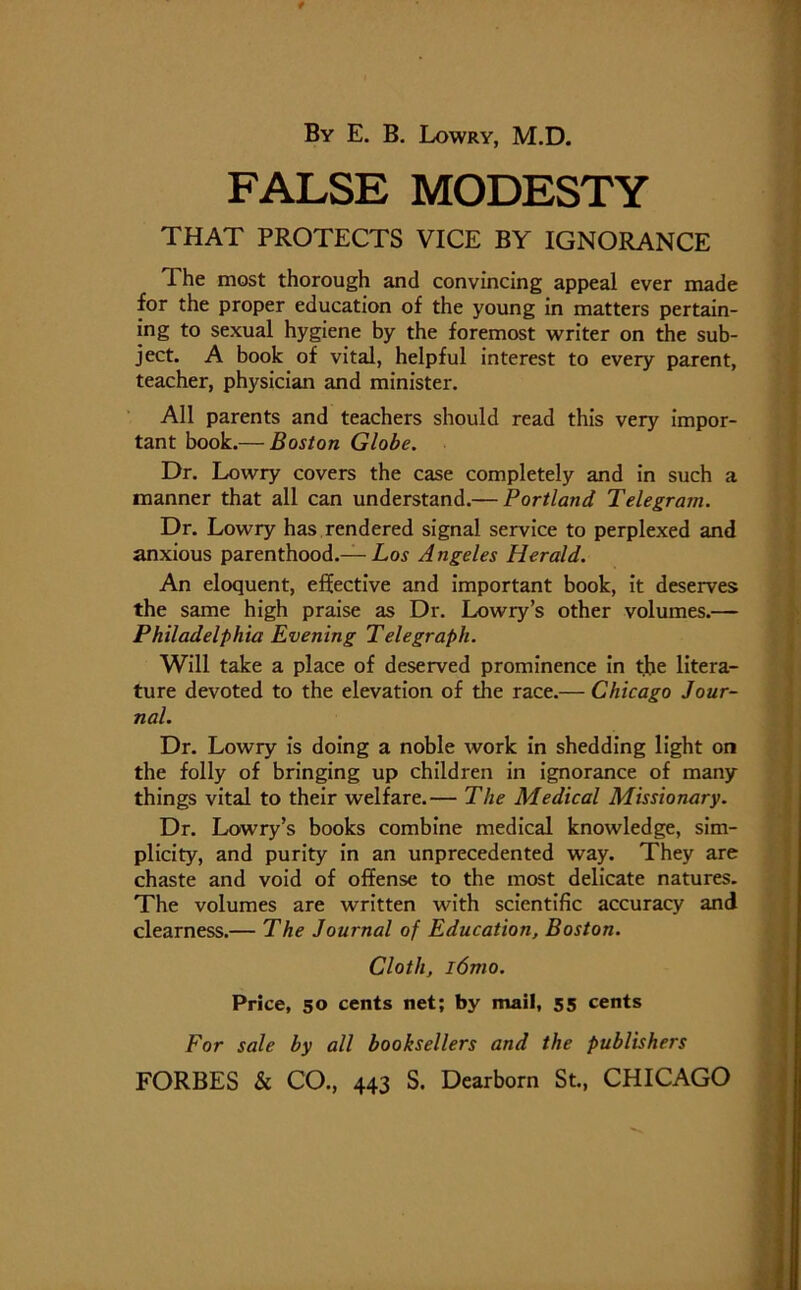 By E. B. Lowry, M.D.
FALSE MODESTY
THAT PROTECTS VICE BY IGNORANCE
The most thorough and convincing appeal ever made
for the proper education of the young in matters pertain-
ing to sexual hygiene by the foremost writer on the sub-
ject. A book of vital, helpful interest to every parent,
teacher, physician and minister.
All parents and teachers should read this very impor-
tant book.— Boston Globe.
Dr. Lowry covers the case completely and in such a
manner that all can understand.— Portland Telegram.
Dr. Lowry has rendered signal service to perplexed and
anxious parenthood.— Los Angeles Herald.
An eloquent, effective and important book, it deserves
the same high praise as Dr. Lowry's other volumes.—
Philadelphia Evening Telegraph.
Will take a place of deserved prominence in the litera-
ture devoted to the elevation of the race.— Chicago Jour-
nal.
Dr. Lowry is doing a noble work in shedding light on
the folly of bringing up children in ignorance of many
things vital to their welfare.— The Medical Missionary.
Dr. Lowry's books combine medical knowledge, sim-
plicity, and purity in an unprecedented way. They are
chaste and void of offense to the most delicate natures.
The volumes are written with scientific accuracy and
clearness.— The Journal of Education, Boston.
Cloth, 16mo.
Price, 50 cents net; by mail, 55 cents
For sale by all booksellers and the publishers
FORBES & CO., 443 S. Dearborn St., CHICAGO